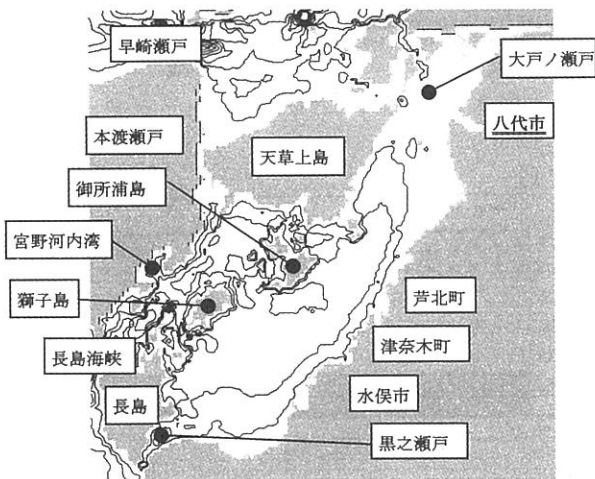 早崎瀬戸
大戸ノ瀬戸
八代市
本渡瀬戸
天草上島
御所浦島
宮野河内湾
獅子島
芦北町
津奈木町
長島海峡
水俣市
長島
黒之瀬戸